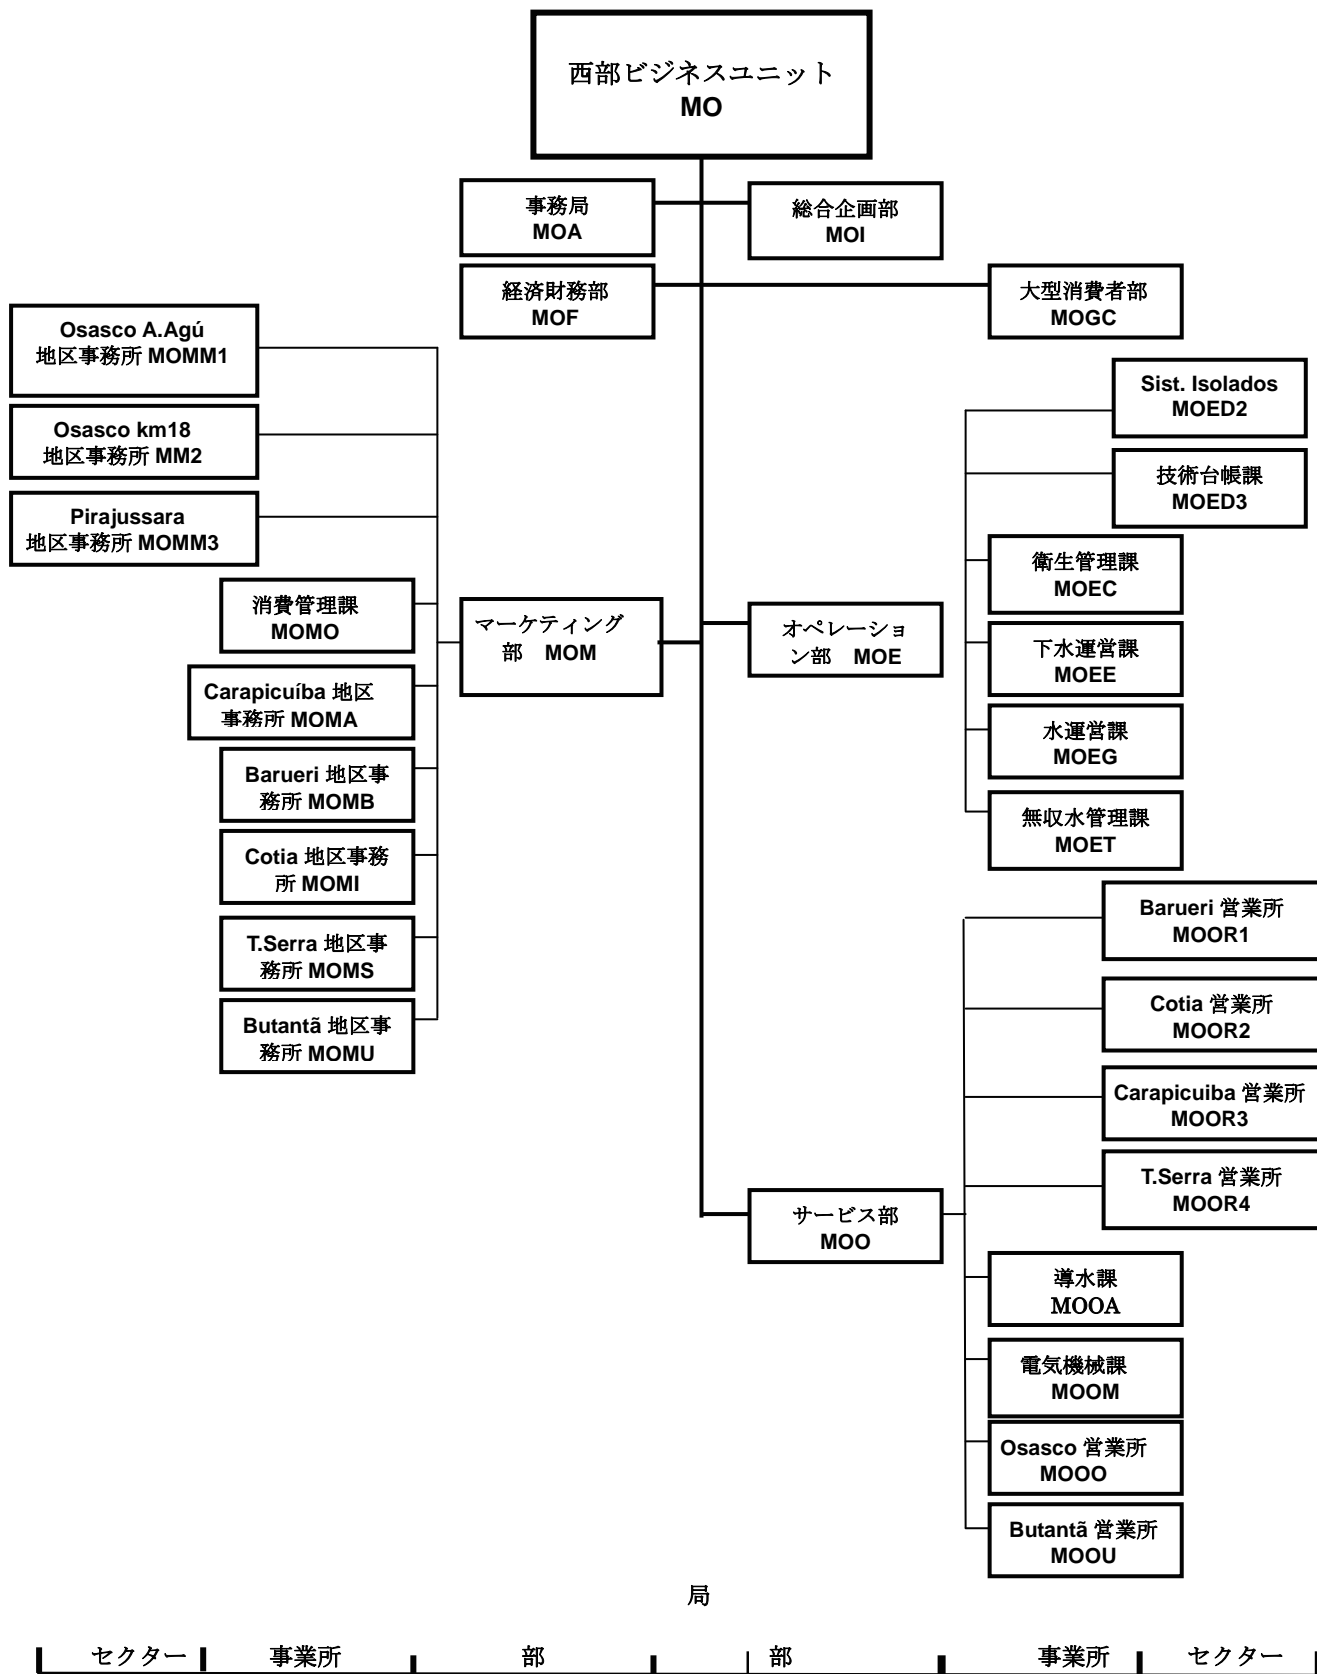 西部ビジネスユニット
MO
事務局
MOA
総合企画部
MOI
経済財務部
MOF
大型消費者部
MOGC
Osasco A.Agú
地区事務所 MOMM1
Osasco km18
地区事務所 MM2
Pirajussara
地区事務所 MOMM3
消費管理課
MOMO
Carapicuíba 地区
事務所 MOMA
Barueri 地区事
務所 MOMB
Cotia 地区事務
所 MOMI
T.Serra 地区事
務所 MOMS
Butantã 地区事
務所 MOMU
マーケティング
部　MOM
オペレーショ
ン部　MOE
Sist. Isolados
MOED2
技術台帳課
MOED3
衛生管理課
MOEC
下水運営課
MOEE
水運営課
MOEG
無収水管理課
MOET
サービス部
MOO
Barueri 営業所
MOOR1
Cotia 営業所
MOOR2
Carapicuiba 営業所
MOOR3
T.Serra 営業所
MOOR4
導水課
MOOA
電気機械課
MOOM
Osasco 営業所
MOOO
Butantã 営業所
MOOU
局
セクター 事業所 部 部 事業所 セクター